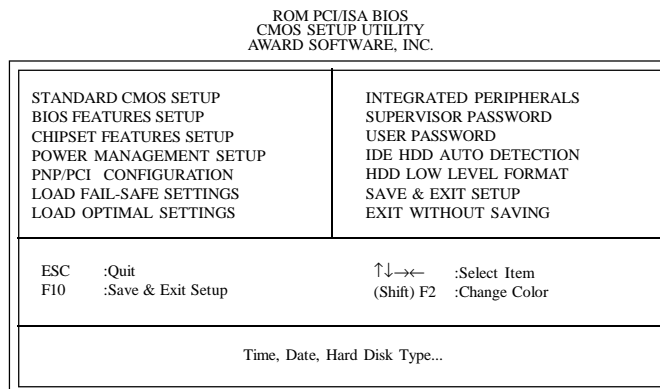 ROM PCI/ISA BIOS
CMOS SETUP UTILITY
AWARD SOFTWARE, INC.
STANDARD CMOS SETUP
BIOS FEATURES SETUP
CHIPSET FEATURES SETUP
POWER MANAGEMENT SETUP
PNP/PCI CONFIGURATION
LOAD FAIL-SAFE SETTINGS
LOAD OPTIMAL SETTINGS
INTEGRATED PERIPHERALS
SUPERVISOR PASSWORD
USER PASSWORD
IDE HDD AUTO DETECTION
HDD LOW LEVEL FORMAT
SAVE & EXIT SETUP
EXIT WITHOUT SAVING
ESC :Quit
F10 :Save & Exit Setup
↑↓→← :Select Item
(Shift) F2 :Change Color
Time, Date, Hard Disk Type...